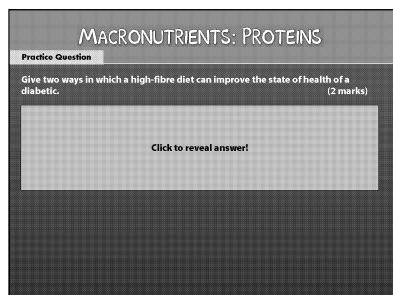 MACRONUTRIENTS: PROTEINS
Practice Question
Give two ways in which a high-fibre diet can improve the state of health of a
diabetic. (2 marks)
Click to reveal answer!